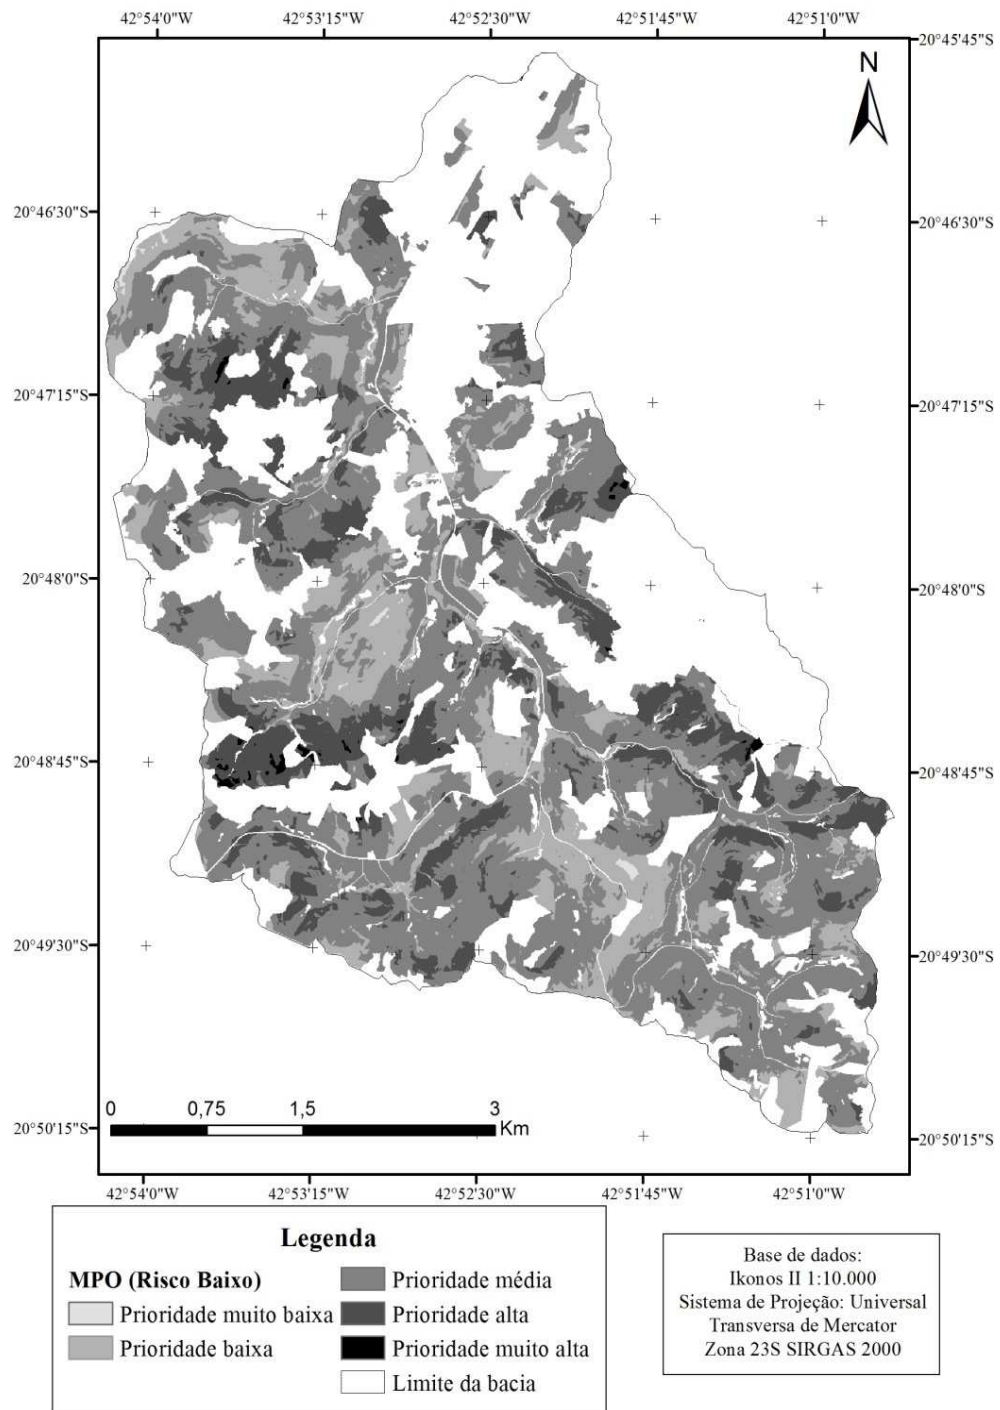 42°54'0"W 42°53'15"W 42°52'30"W 42°51'45"W 42°51'0"W
20°45'45"S
N
20°46'30"S 20°46'30"S
20°47'15"S 20°47'15"S
20°48'0"S 20°48'0"S
20°48'45"S 20°48'45"S
20°49'30"S 20°49'30"S
0 0,75 1,5 3
Km
20°50'15"S 20°50'15"S
42°54'0"W 42°53'15"W 42°52'30"W 42°51'45"W 42°51'0"W
Legenda
MPO (Risco Baixo)
Prioridade muito baixa
Prioridade baixa
Prioridade média
Prioridade alta
Prioridade muito alta
Limite da bacia
Base de dados:
Ikonos II 1:10.000
Sistema de Projeção: Universal
Transversa de Mercator
Zona 23S SIRGAS 2000